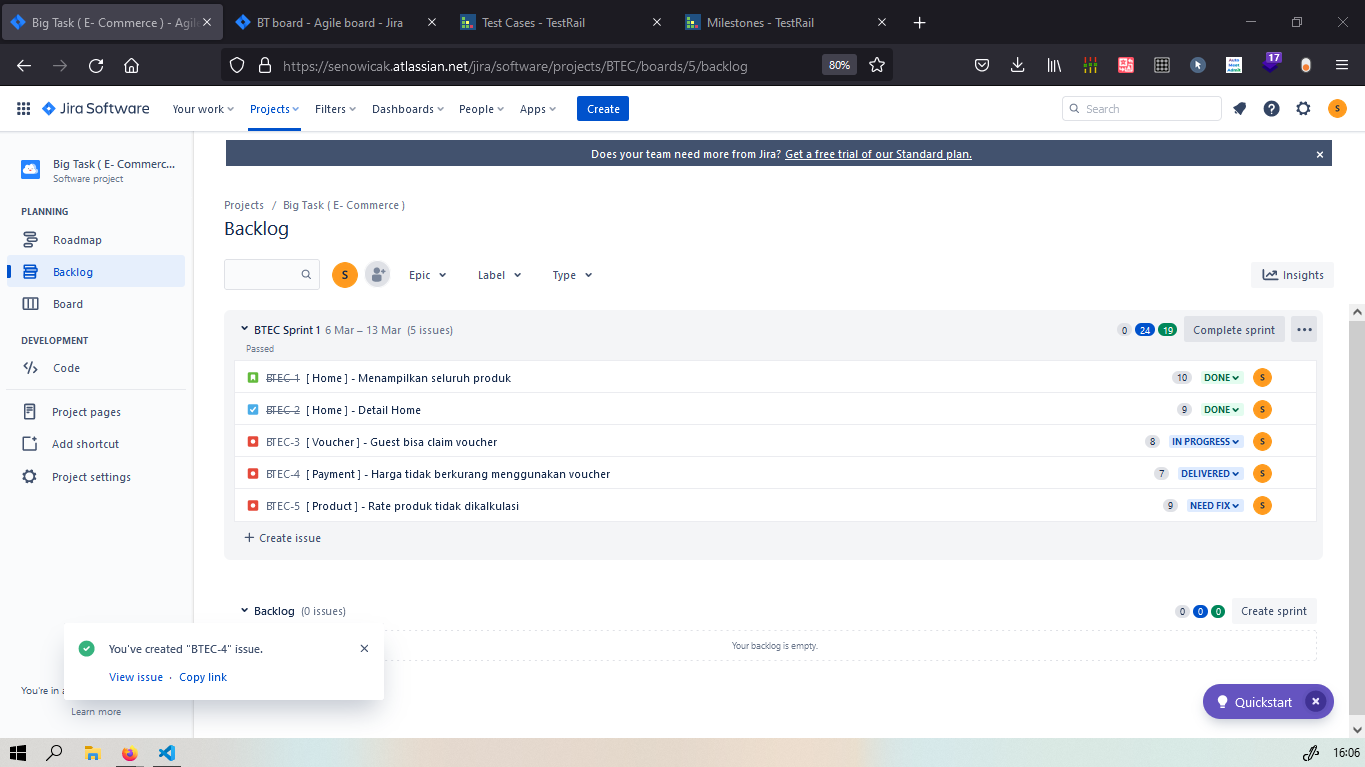 Big Task ( E- Commerce ) - Agil
BT board - Agile board - Jira
Test Cases - TestRail
Milestones - TestRail
https://senowicak.atlassian.net/jira/software/projects/BTEC/boards/5/backlog
80%
17
Jira Software
Your work
Projects
Filters
Dashboards
People
Apps
Create
Search
S
Big Task ( E- Commerc...
Software project
Does your team need more from Jira? Get a free trial of our Standard plan.
PLANNING
Roadmap
Backlog
Board
DEVELOPMENT
Code
Project pages
Add shortcut
Project settings
Projects / Big Task ( E- Commerce )
Backlog
S
Epic
Label
Type
Insights
BTEC Sprint 1 6 Mar – 13 Mar (5 issues)
0 24 19
Complete sprint
Passed
BTEC-1 [ Home ] - Menampilkan seluruh produk 10 DONE S
BTEC-2 [ Home ] - Detail Home 9 DONE S
BTEC-3 [ Voucher ] - Guest bisa claim voucher 8 IN PROGRESS S
BTEC-4 [ Payment ] - Harga tidak berkurang menggunakan voucher 7 DELIVERED S
BTEC-5 [ Product ] - Rate produk tidak dikalkulasi 9 NEED FIX S
+ Create issue
Backlog (0 issues)
0 0 0
Create sprint
Your backlog is empty.
You've created "BTEC-4" issue.
View issue · Copy link
You're in a
Learn more
Quickstart
16:06